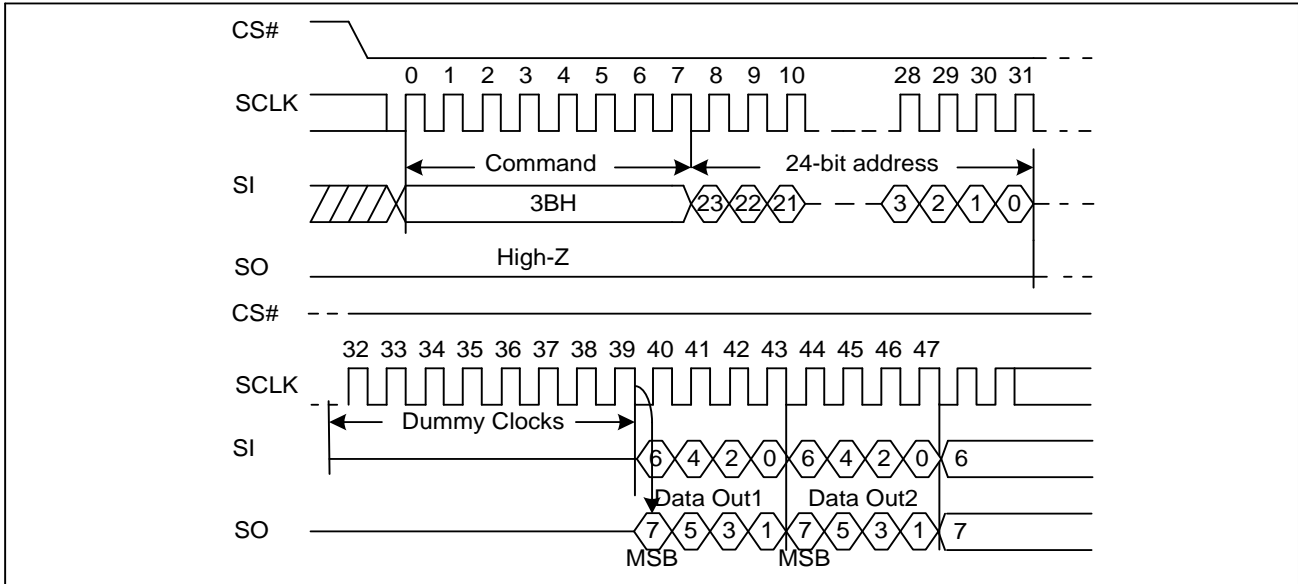 CS#
0 1 2 3 4 5 6 7 8 9 10 28 29 30 31
SCLK
Command 24-bit address
SI
3BH 23 22 21 3 2 1 0
High-Z
SO
CS#
32 33 34 35 36 37 38 39 40 41 42 43 44 45 46 47
SCLK
Dummy Clocks
SI
6 4 2 0 6 4 2 0 6
Data Out1 Data Out2
SO
7 5 3 1 7 5 3 1 7
MSB MSB